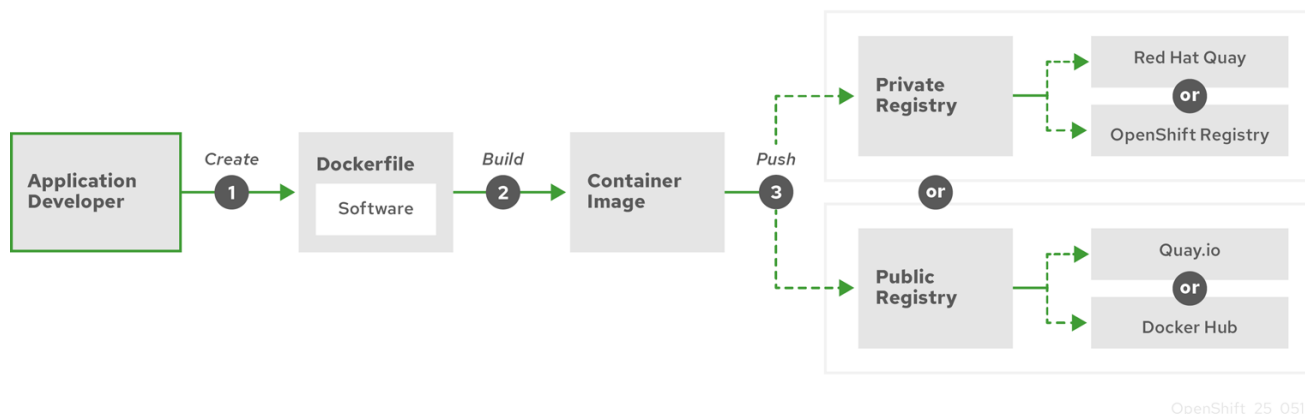 Application
Developer
Create
1
Dockerfile
Software
Build
2
Container
Image
Push
3
Private
Registry
Red Hat Quay
or
OpenShift Registry
or
Public
Registry
Quay.io
or
Docker Hub
OpenShift_25_051